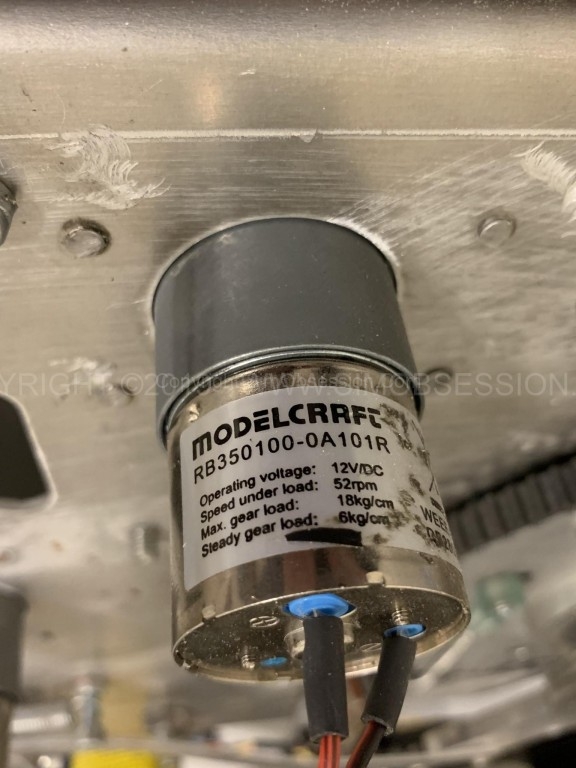 MODELCRAFT
RB350100-0A101R
Operating voltage: 12V/DC
Speed under load: 52rpm
Max. gear load: 18kg/cm
Steady gear load: 6kg/cm
WEEE